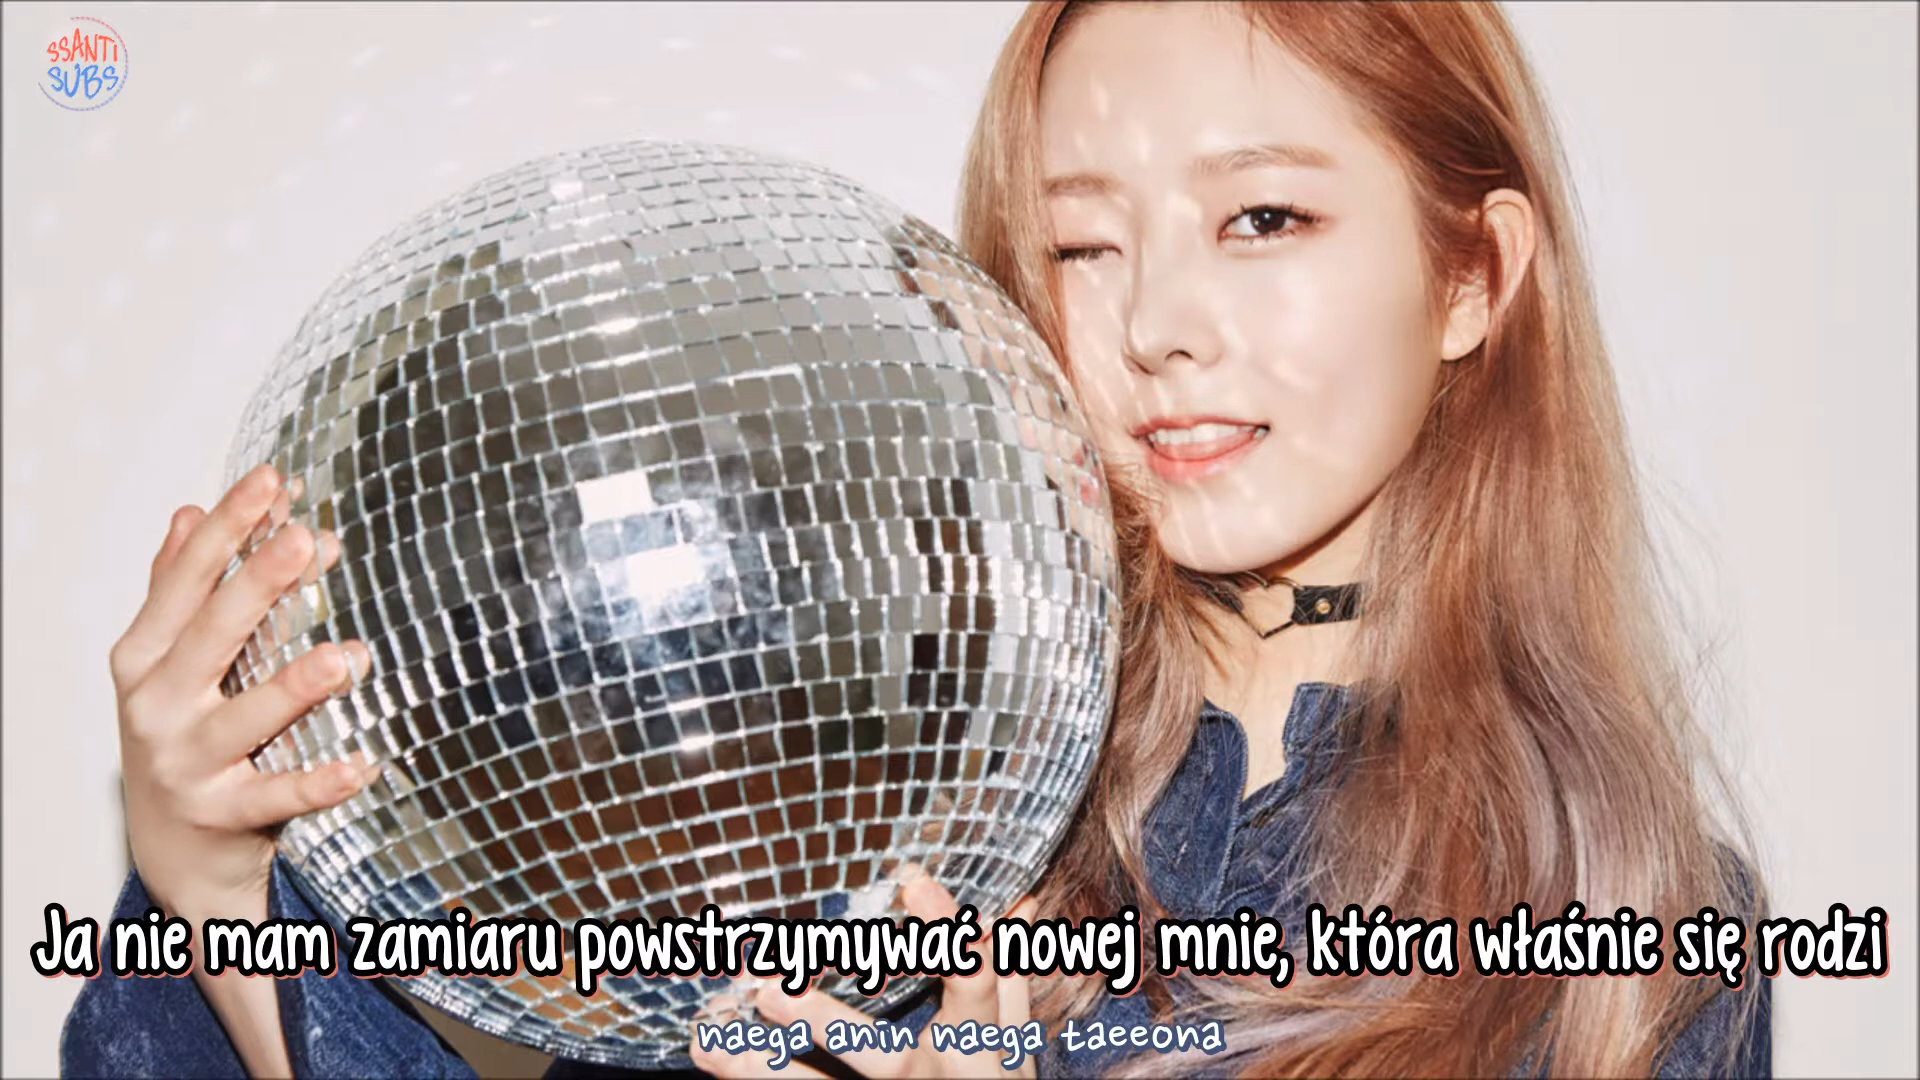 SSANTI
SUBS
Ja nie mam zamiaru powstrzymywać nowej mnie, która właśnie się rodzi
naega anin naega taeeona